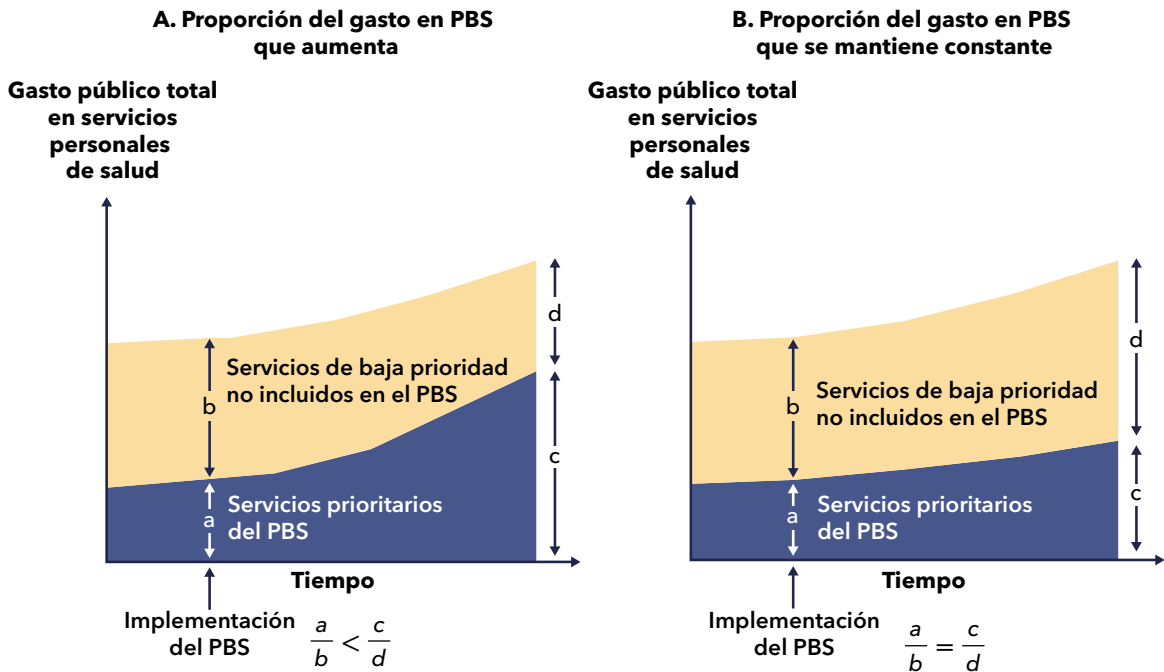 A. Proporción del gasto en PBS
que aumenta
Gasto público total
en servicios
personales
de salud
d
Servicios de baja prioridad
no incluidos en el PBS
b
c
Servicios prioritarios
del PBS
a
Tiempo
Implementación
del PBS
a/b < c/d
B. Proporción del gasto en PBS
que se mantiene constante
Gasto público total
en servicios
personales
de salud
d
Servicios de baja prioridad
no incluidos en el PBS
b
c
Servicios prioritarios
del PBS
a
Tiempo
Implementación
del PBS
a/b = c/d